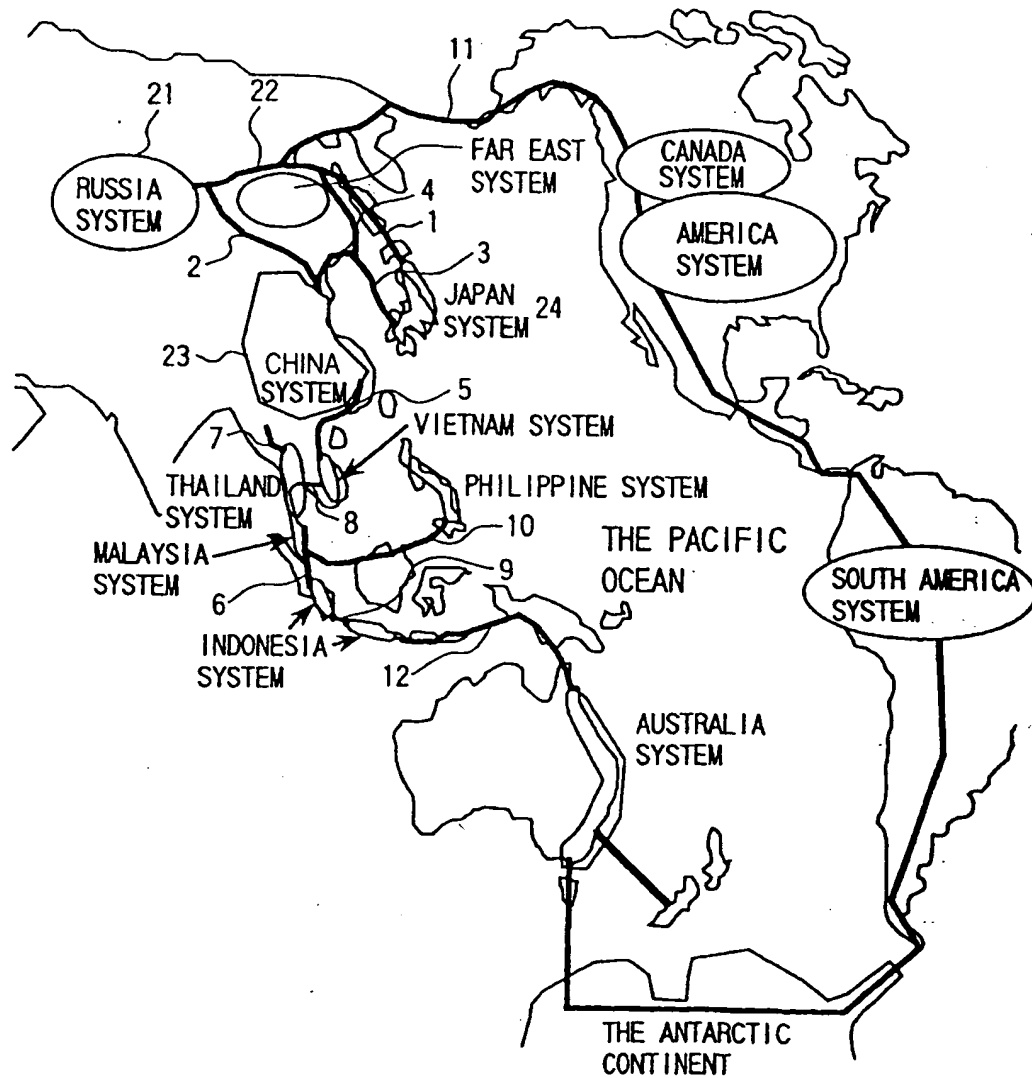 11
21
22
FAR EAST
SYSTEM
CANADA
SYSTEM
RUSSIA
SYSTEM
4
1
AMERICA
SYSTEM
2
3
JAPAN
SYSTEM 24
23
CHINA
SYSTEM
5
7
VIETNAM SYSTEM
THAILAND
SYSTEM
PHILIPPINE SYSTEM
8
10
MALAYSIA
SYSTEM
9
THE PACIFIC
OCEAN
6
SOUTH AMERICA
SYSTEM
INDONESIA
SYSTEM
12
AUSTRALIA
SYSTEM
THE ANTARCTIC
CONTINENT